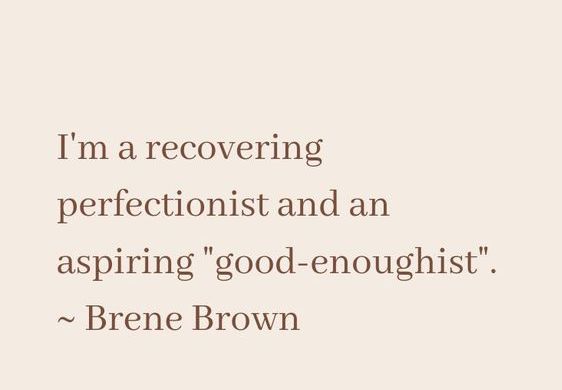 I'm a recovering
perfectionist and an
aspiring "good-enoughist".
~ Brene Brown